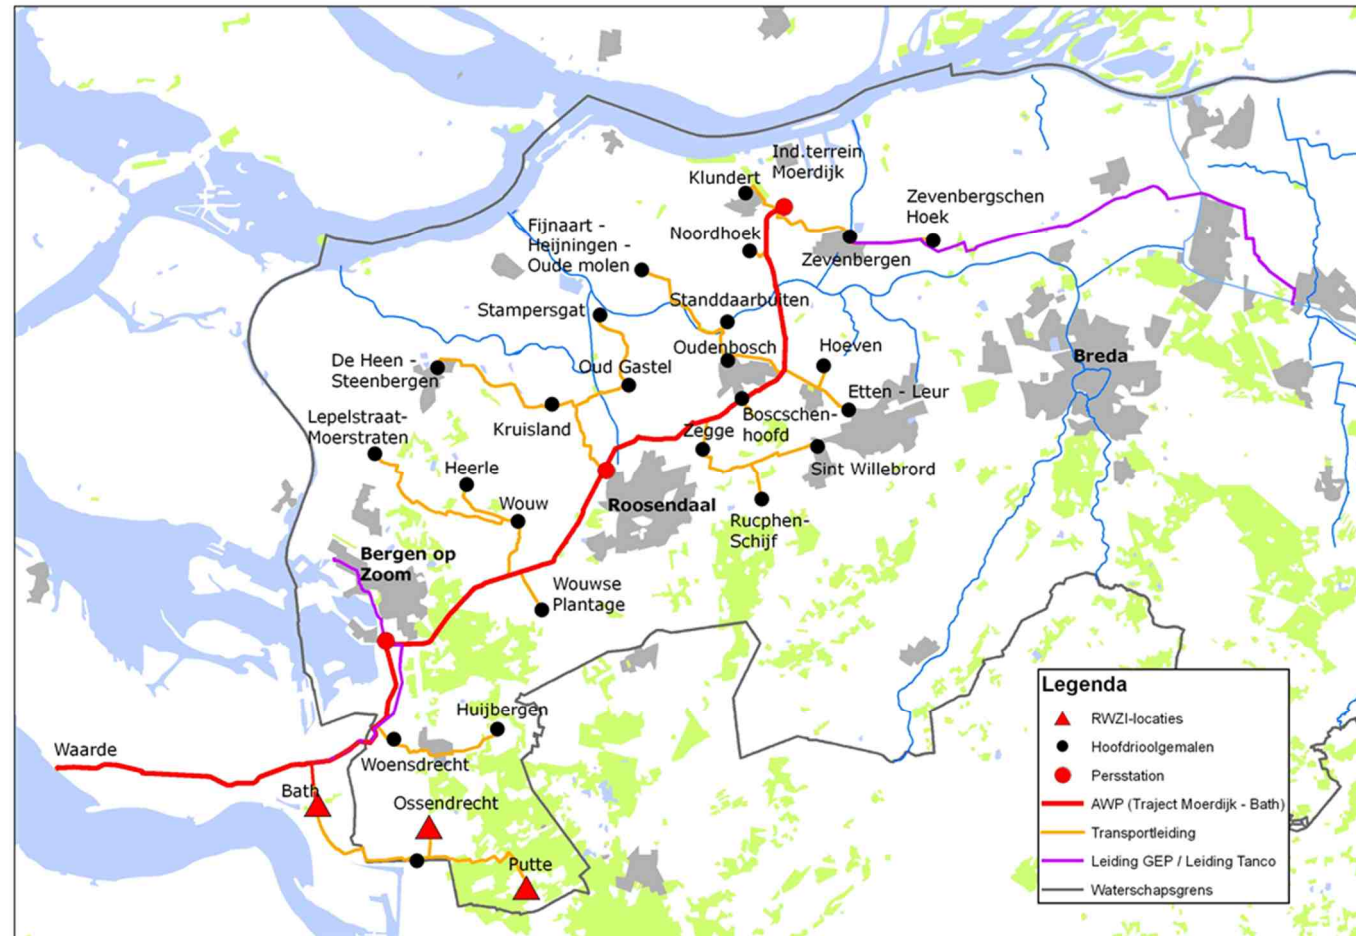 Ind.terrein
Moerdijk
Klundert
Zevenbergschen
Hoek
Fijnaart -
Heijningen -
Oude molen
Noordhoek
Zevenbergen
Standdaarbuiten
Stampersgat
Oudenbosch
Hoeven
Breda
De Heen -
Steenbergen
Oud Gastel
Etten - Leur
Lepelstraat-
Moerstraten
Kruisland
Zegge
Boscschen-
hoofd
Heerle
Sint Willebrord
Wouw
Roosendaal
Rucphen-
Schijf
Bergen op
Zoom
Wouwse
Plantage
Huijbergen
Waarde
Woensdrecht
Bath
Ossendrecht
Putte
Legenda
RWZI-locaties
Hoofdrioolgemalen
Persstation
AWP (Traject Moerdijk - Bath)
Transportleiding
Leiding GEP / Leiding Tanco
Waterschapsgrens